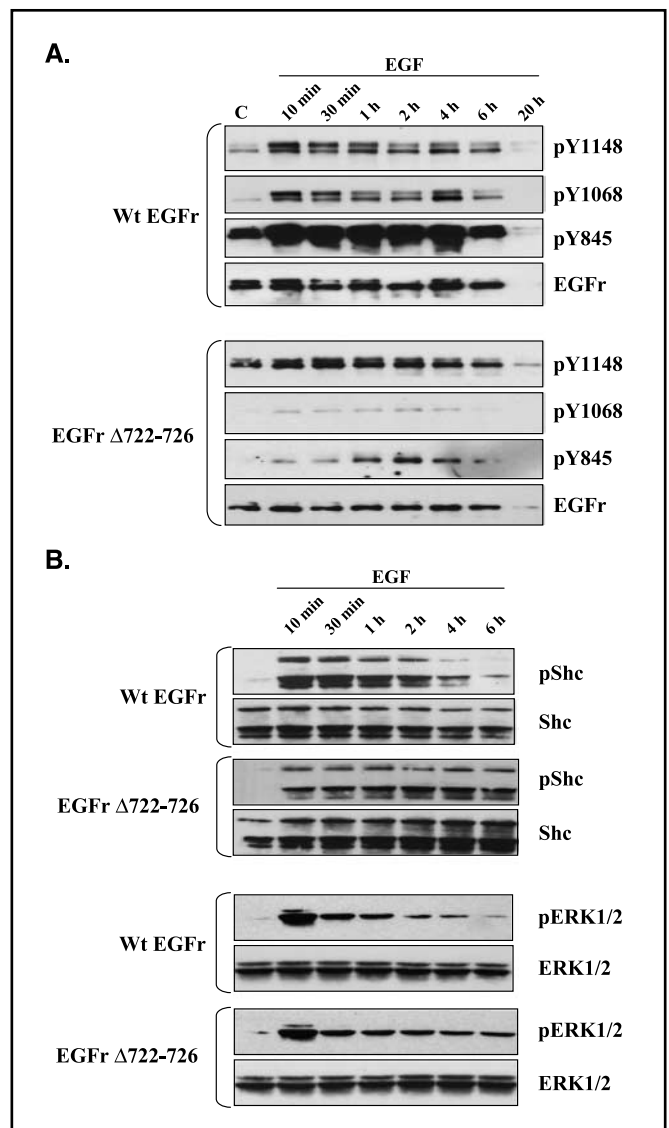 A.
EGF
C 10 min 30 min 1 h 2 h 4 h 6 h 20 h
pY1148
pY1068
Wt EGFr
pY845
EGFr
pY1148
pY1068
EGFr Δ722-726
pY845
EGFr
B.
EGF
10 min 30 min 1 h 2 h 4 h 6 h
pShc
Wt EGFr
Shc
pShc
EGFr Δ722-726
Shc
pERK1/2
Wt EGFr
ERK1/2
pERK1/2
EGFr Δ722-726
ERK1/2